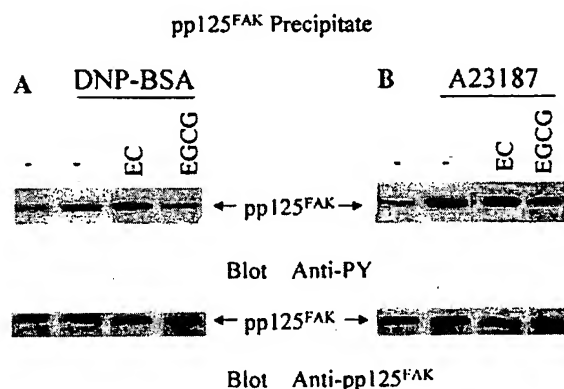 pp125FAK Precipitate
A DNP-BSA
- - EC EGCG
B A23187
- - EC EGCG
← pp125FAK →
Blot Anti-PY
← pp125FAK →
Blot Anti-pp125FAK